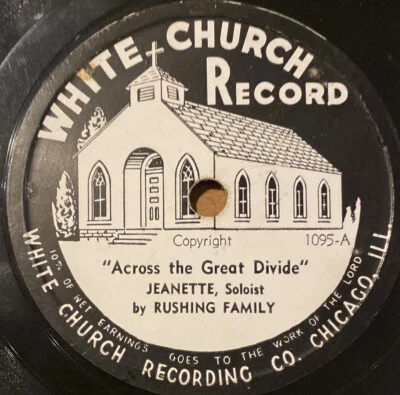 WHITE CHURCH
RECORD
Copyright 1095-A
"Across the Great Divide"
JEANETTE, Soloist
by RUSHING FAMILY
10% OF NET EARNINGS GOES TO THE WORK OF THE LORD
WHITE CHURCH RECORDING CO. CHICAGO, ILL.